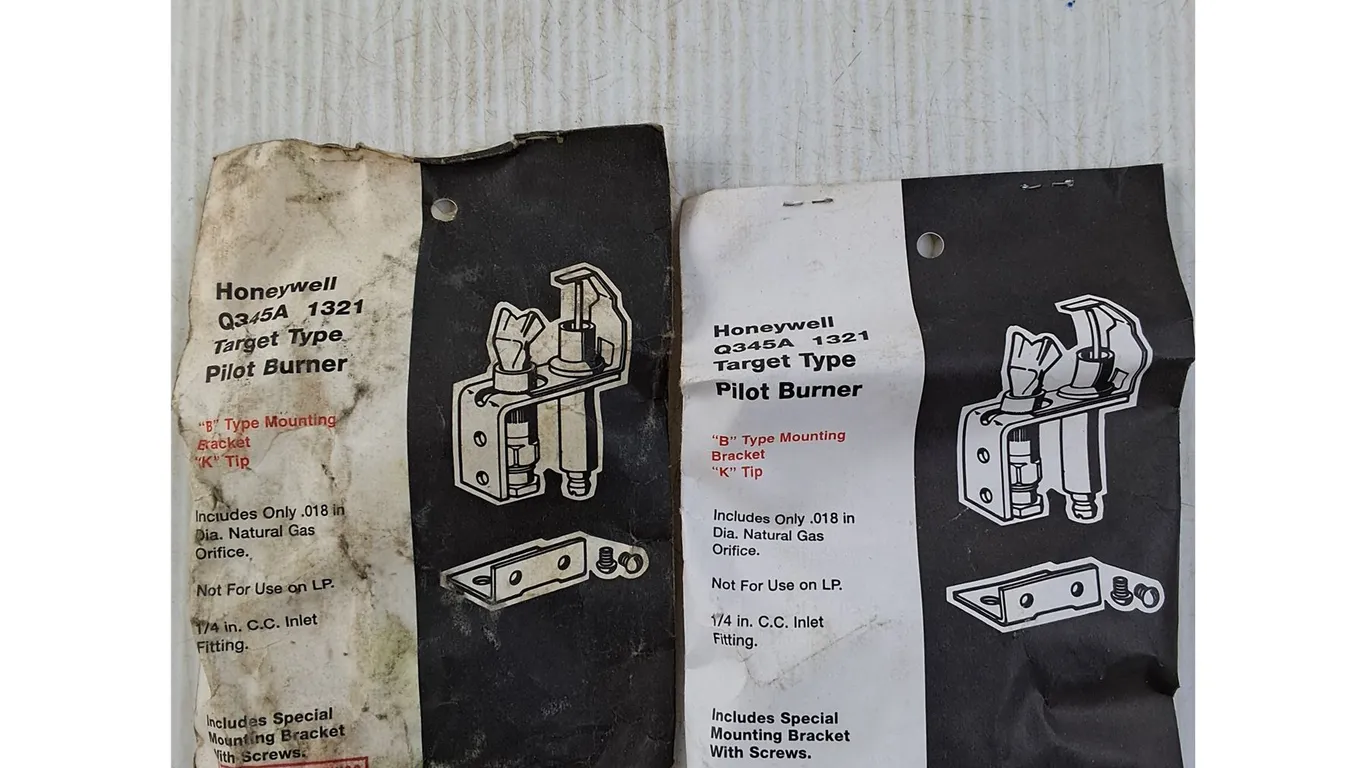 Honeywell
Q345A 1321
Target Type
Pilot Burner
"B" Type Mounting
Bracket
"K" Tip
Includes Only .018 in
Dia. Natural Gas
Orifice.
Not For Use on LP.
1/4 in. C.C. Inlet
Fitting.
Includes Special
Mounting Bracket
With Screws.
Honeywell
Q345A 1321
Target Type
Pilot Burner
"B" Type Mounting
Bracket
"K" Tip
Includes Only .018 in
Dia. Natural Gas
Orifice.
Not For Use on LP.
1/4 in. C.C. Inlet
Fitting.
Includes Special
Mounting Bracket
With Screws.